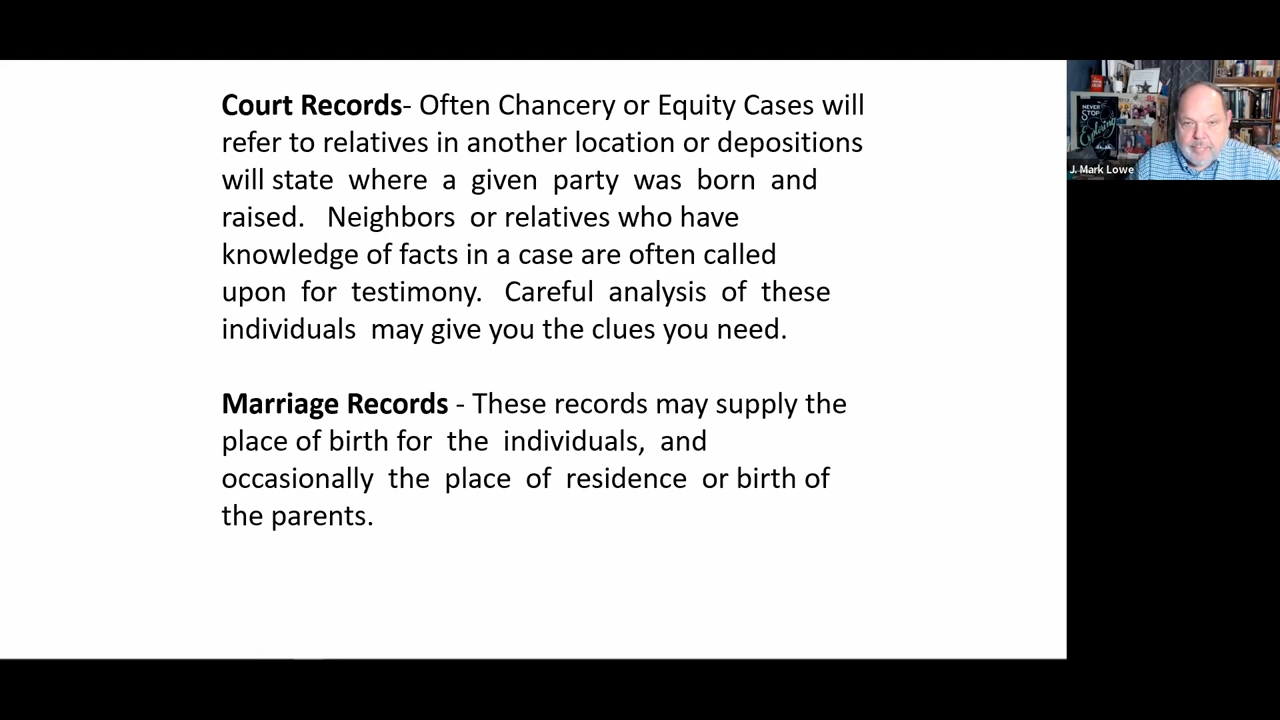 Court Records- Often Chancery or Equity Cases will
refer to relatives in another location or depositions
will state where a given party was born and
raised. Neighbors or relatives who have
knowledge of facts in a case are often called
upon for testimony. Careful analysis of these
individuals may give you the clues you need.
Marriage Records - These records may supply the
place of birth for the individuals, and
occasionally the place of residence or birth of
the parents.
NEVER
STOP
Exploring
J. Mark Lowe